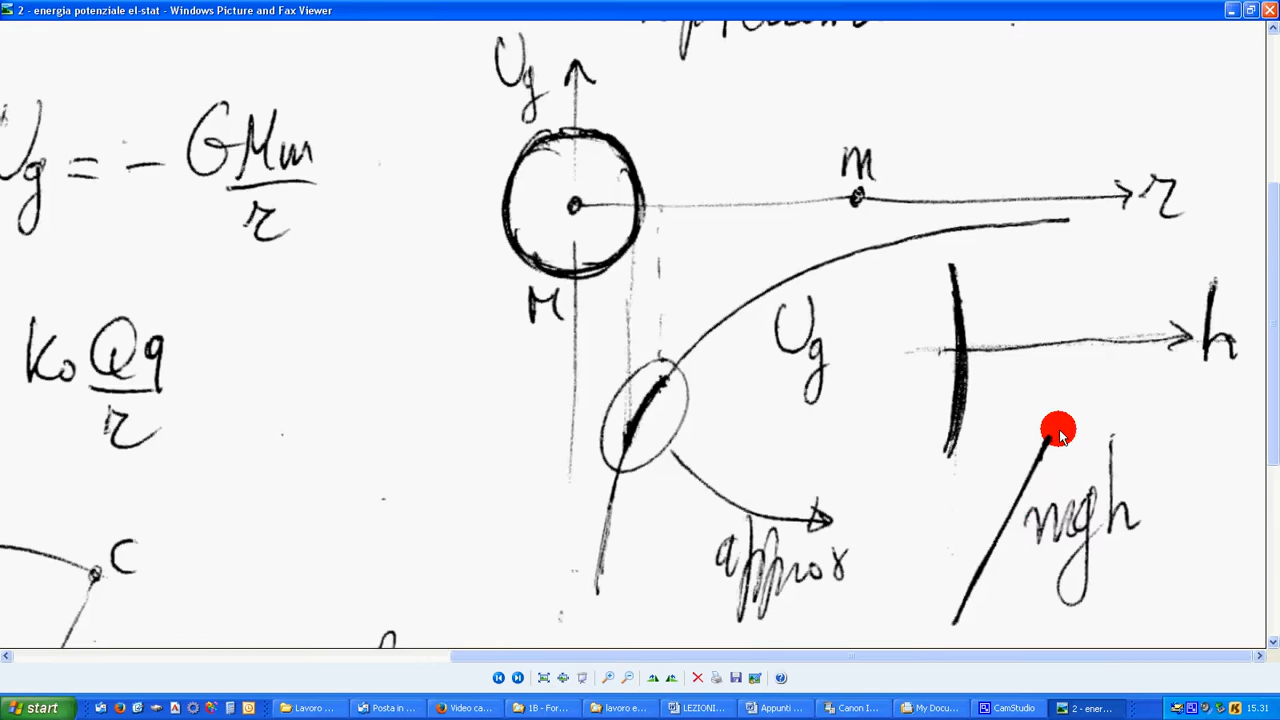 2 - energia potenziale el-stat - Windows Picture and Fax Viewer
Ug
Ug = - GMm
r
m
r
M
Ug
h
K₀ Qq
r
mgh
approx
C
start
Lavoro ...
Posta in ...
Video ca...
1B - For...
lavoro e...
LEZIONI...
Appunti ...
Canon I...
My Docu...
CamStudio
2 - ener...
15.31